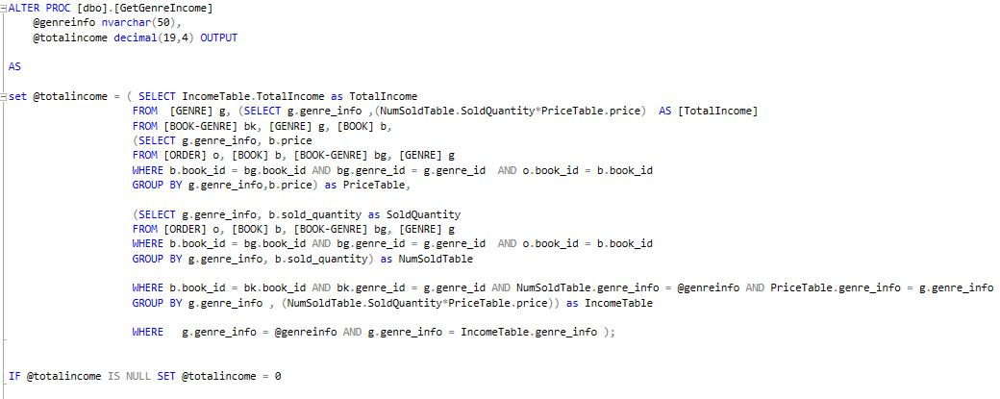 ALTER PROC [dbo].[GetGenreIncome]
@genreinfo nvarchar(50),
@totalincome decimal(19,4) OUTPUT
AS
set @totalincome = ( SELECT IncomeTable.TotalIncome as TotalIncome
FROM [GENRE] g, (SELECT g.genre_info ,(NumSoldTable.SoldQuantity*PriceTable.price) AS [TotalIncome]
FROM [BOOK-GENRE] bk, [GENRE] g, [BOOK] b,
(SELECT g.genre_info, b.price
FROM [ORDER] o, [BOOK] b, [BOOK-GENRE] bg, [GENRE] g
WHERE b.book_id = bg.book_id AND bg.genre_id = g.genre_id AND o.book_id = b.book_id
GROUP BY g.genre_info,b.price) as PriceTable,
(SELECT g.genre_info, b.sold_quantity as SoldQuantity
FROM [ORDER] o, [BOOK] b, [BOOK-GENRE] bg, [GENRE] g
WHERE b.book_id = bg.book_id AND bg.genre_id = g.genre_id AND o.book_id = b.book_id
GROUP BY g.genre_info, b.sold_quantity) as NumSoldTable
WHERE b.book_id = bk.book_id AND bk.genre_id = g.genre_id AND NumSoldTable.genre_info = @genreinfo AND PriceTable.genre_info = g.genre_info
GROUP BY g.genre_info , (NumSoldTable.SoldQuantity*PriceTable.price)) as IncomeTable
WHERE g.genre_info = @genreinfo AND g.genre_info = IncomeTable.genre_info );
IF @totalincome IS NULL SET @totalincome = 0